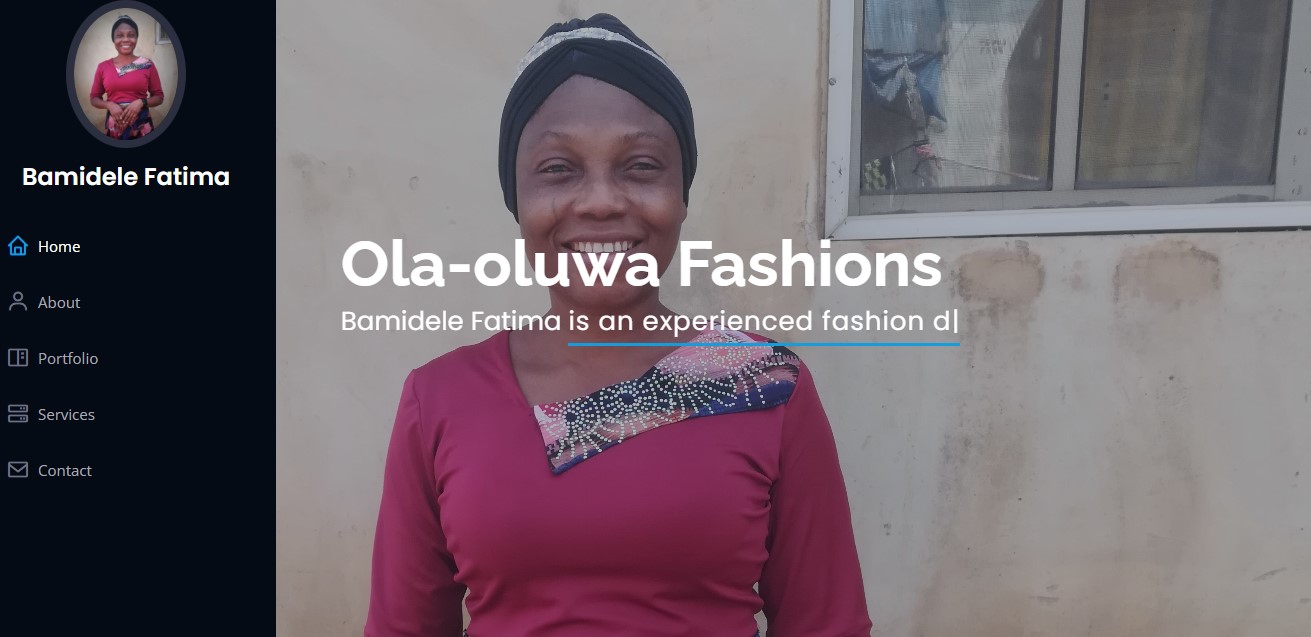 Bamidele Fatima
Home
About
Portfolio
Services
Contact
Ola-oluwa Fashions
Bamidele Fatima is an experienced fashion d|